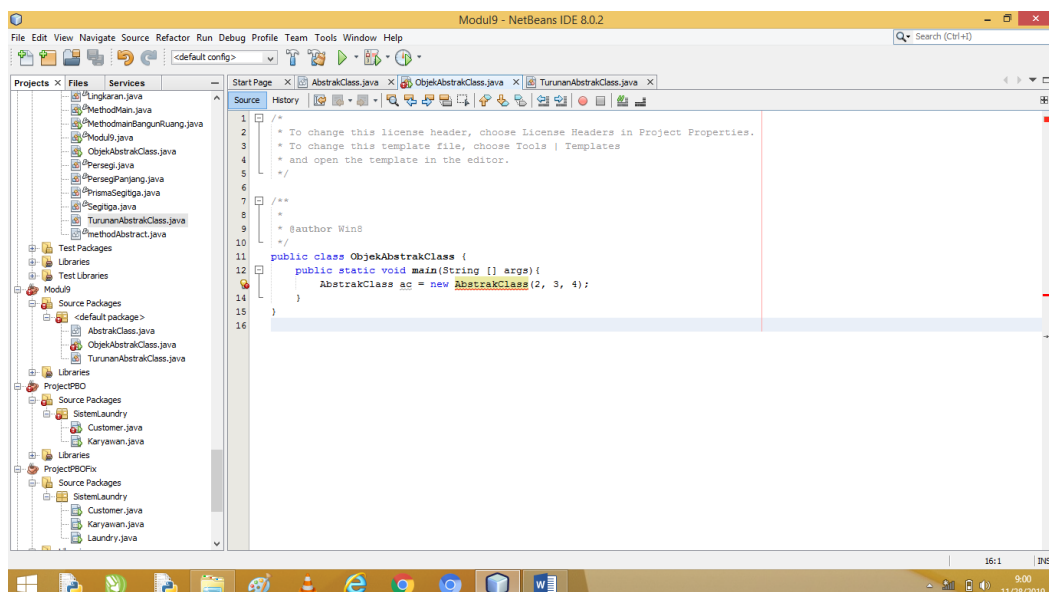 Modul9 - NetBeans IDE 8.0.2
File Edit View Navigate Source Refactor Run Debug Profile Team Tools Window Help
Search (Ctrl+I)
<default config>
Projects Files Services
Start Page AbstrakClass.java ObjekAbstrakClass.java TurunanAbstrakClass.java
Source History
Lingkaran.java
MethodMain.java
MethodmainBangunRuang.java
Modul9.java
ObjekAbstrakClass.java
Persegi.java
PersegiPanjang.java
PrismaSegitiga.java
Segitiga.java
TurunanAbstrakClass.java
methodAbstract.java
Test Packages
Libraries
Test Libraries
Modul9
Source Packages
<default package>
AbstrakClass.java
ObjekAbstrakClass.java
TurunanAbstrakClass.java
Libraries
ProjectPBO
Source Packages
SistemLaundry
Customer.java
Karyawan.java
Libraries
ProjectPBOFix
Source Packages
SistemLaundry
Customer.java
Karyawan.java
Laundry.java
1 /*
2 * To change this license header, choose License Headers in Project Properties.
3 * To change this template file, choose Tools | Templates
4 * and open the template in the editor.
5 */
6
7 /**
8 *
9 * @author Win8
10 */
11 public class ObjekAbstrakClass {
12 public static void main(String [] args){
AbstrakClass ac = new AbstrakClass(2, 3, 4);
14 }
15 }
16
16:1 INS
9:00
11/28/2019